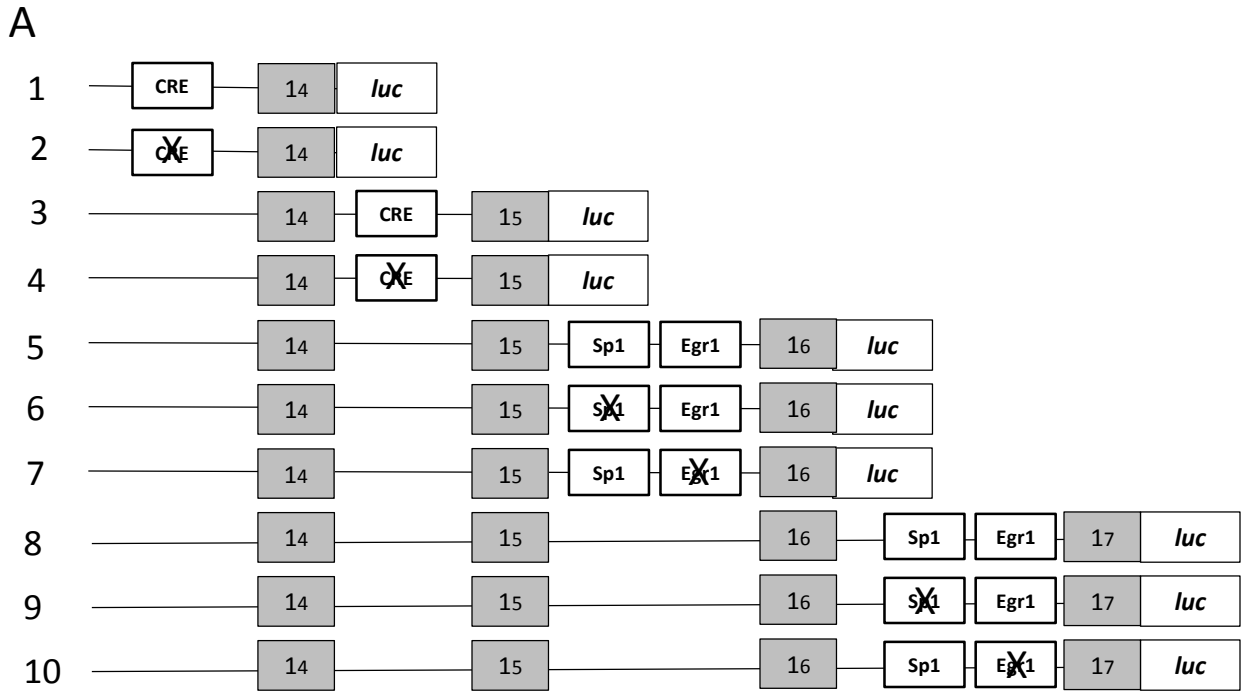 A
1 CRE 14 luc
2 CRE X 14 luc
3 14 CRE 15 luc
4 14 CRE X 15 luc
5 14 15 Sp1 Egr1 16 luc
6 14 15 Sp1 X Egr1 16 luc
7 14 15 Sp1 Egr1 X 16 luc
8 14 15 16 Sp1 Egr1 17 luc
9 14 15 16 Sp1 X Egr1 17 luc
10 14 15 16 Sp1 Egr1 X 17 luc